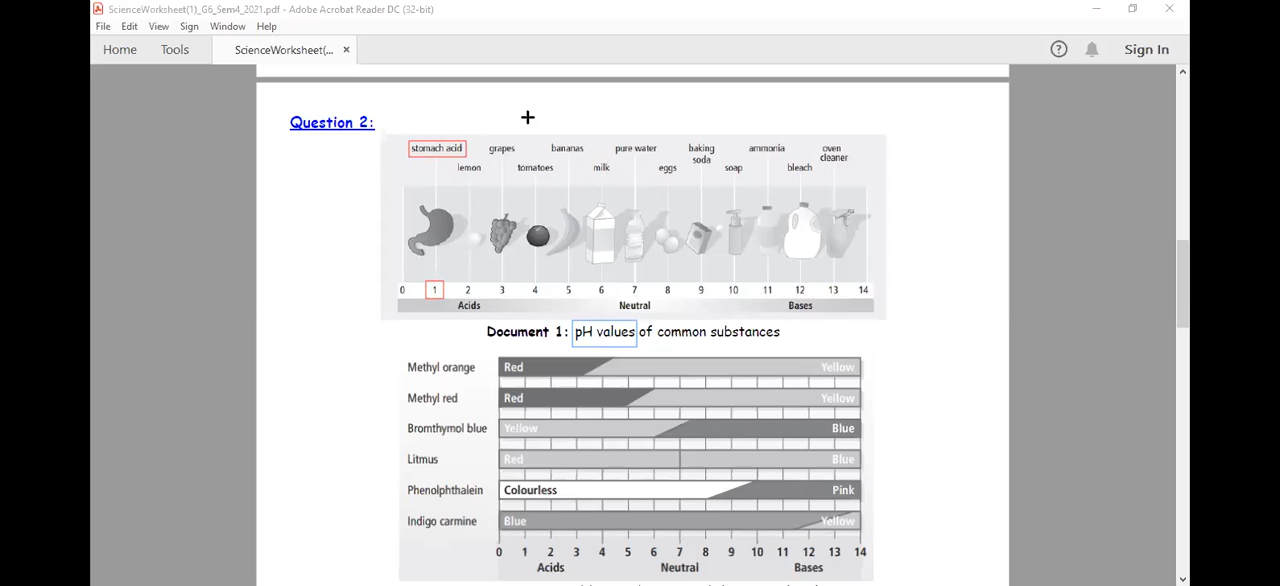 ScienceWorksheet(1)_G6_Sem4_2021.pdf - Adobe Acrobat Reader DC (32-bit)
File Edit View Sign Window Help
Home Tools ScienceWorksheet(... × ? Sign In
Question 2:
stomach acid grapes bananas pure water baking soda ammonia oven cleaner
lemon tomatoes milk eggs soap bleach
0 1 2 3 4 5 6 7 8 9 10 11 12 13 14
Acids Neutral Bases
Document 1: pH values of common substances
Methyl orange Red Yellow
Methyl red Red Yellow
Bromthymol blue Yellow Blue
Litmus Red Blue
Phenolphthalein Colourless Pink
Indigo carmine Blue Yellow
0 1 2 3 4 5 6 7 8 9 10 11 12 13 14
Acids Neutral Bases